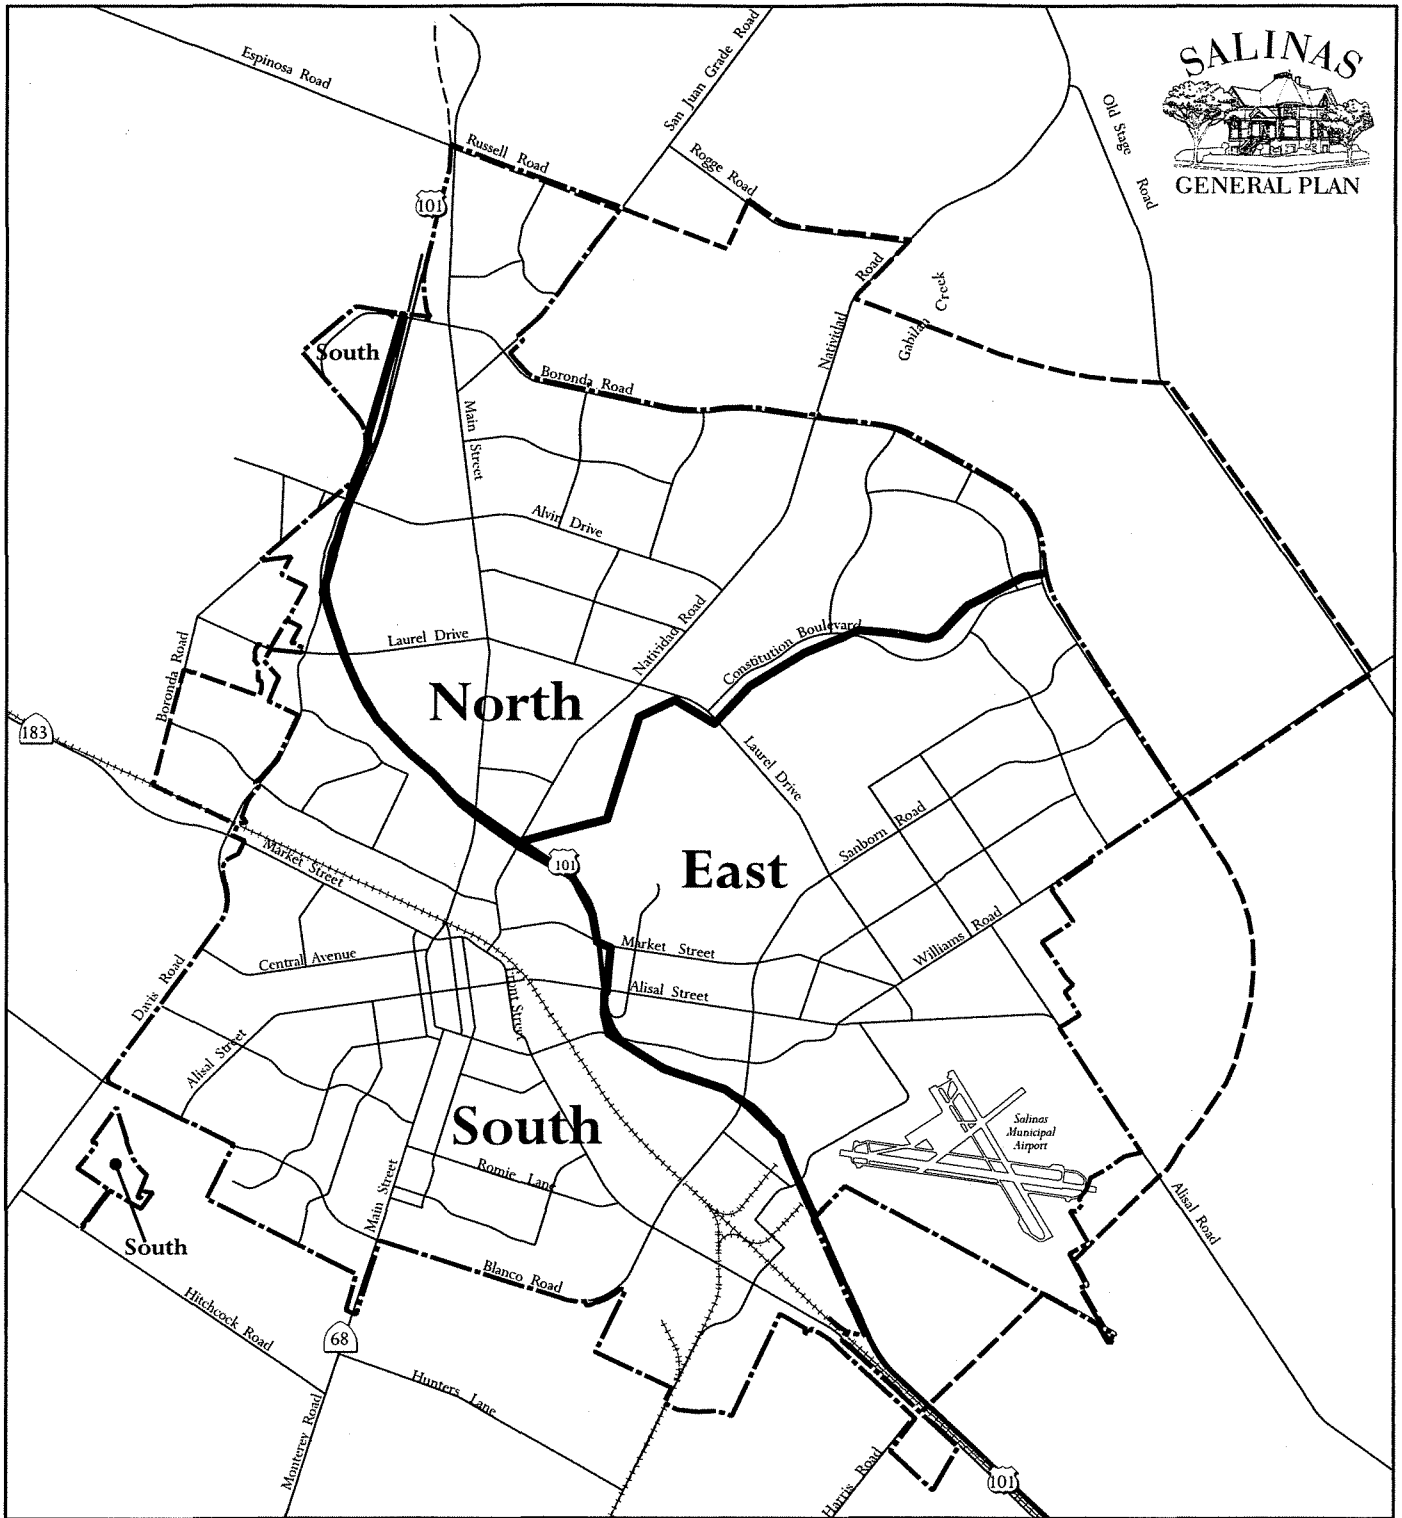 SALINAS
GENERAL PLAN
Espinosa Road
San Juan Grade Road
Old Stage Road
Russell Road
Rogge Road
101
Natividad Road
Gabilan Creek
South
Boronda Road
Main Street
Alvin Drive
Natividad Road
Laurel Drive
Constitution Boulevard
Boronda Road
North
183
Laurel Drive
Sanborn Road
101
East
Market Street
Williams Road
Market Street
Central Avenue
Front Street
Alisal Street
Davis Road
Alisal Street
South
Salinas
Municipal
Airport
Romie Lane
Main Street
Alisal Road
South
Blanco Road
Hitchcock Road
68
Hunters Lane
Monterey Road
Harris Road
101